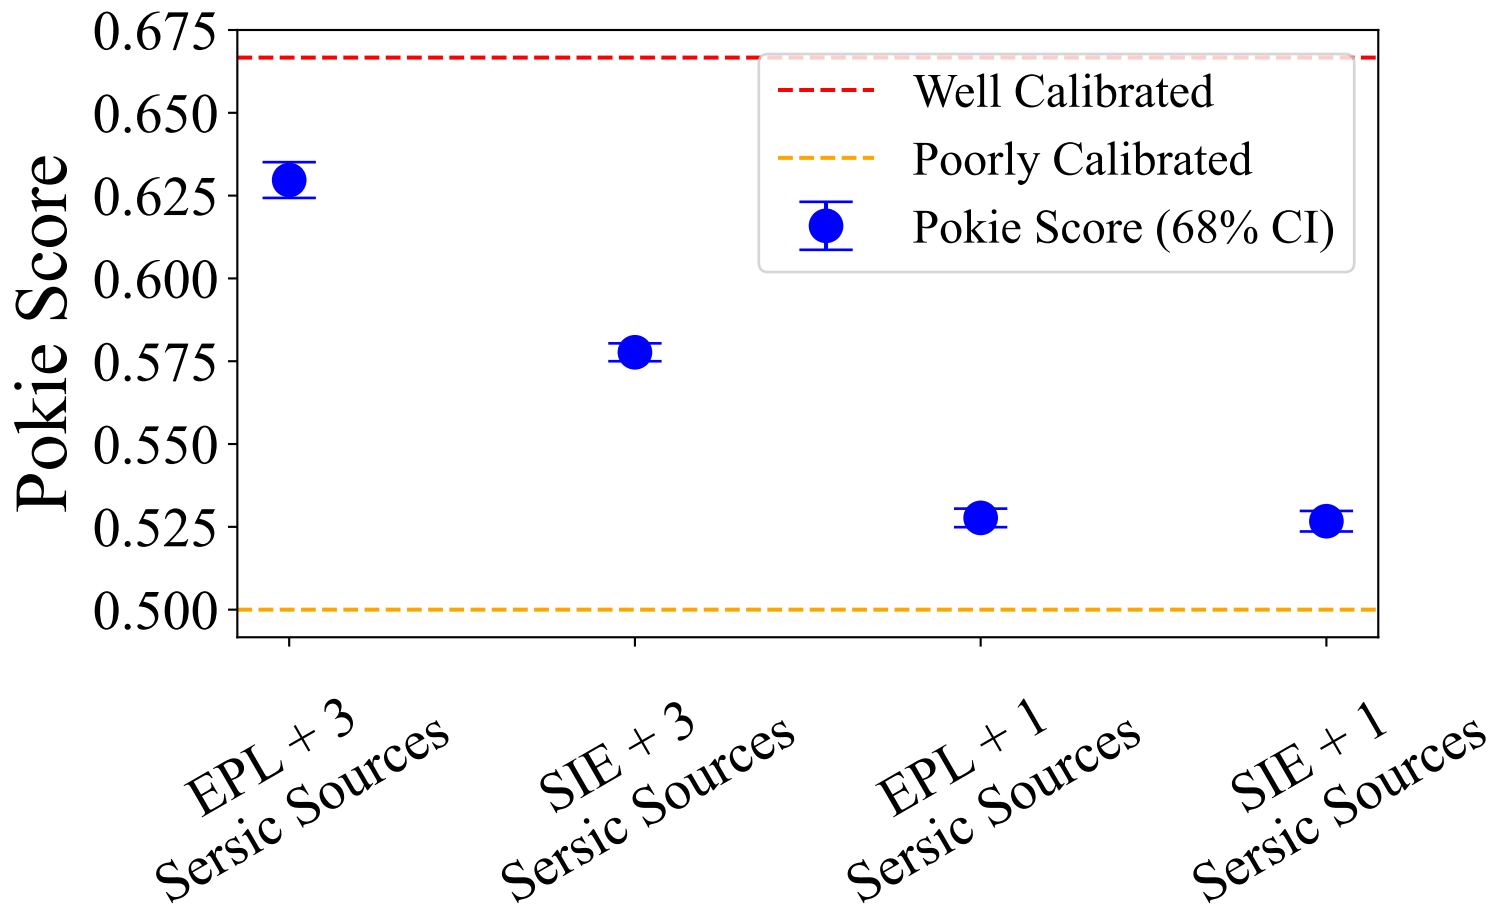 Pokie Score
0.675
0.650
0.625
0.600
0.575
0.550
0.525
0.500
Well Calibrated
Poorly Calibrated
Pokie Score (68% CI)
EPL + 3
Sersic Sources
SIE + 3
Sersic Sources
EPL + 1
Sersic Sources
SIE + 1
Sersic Sources